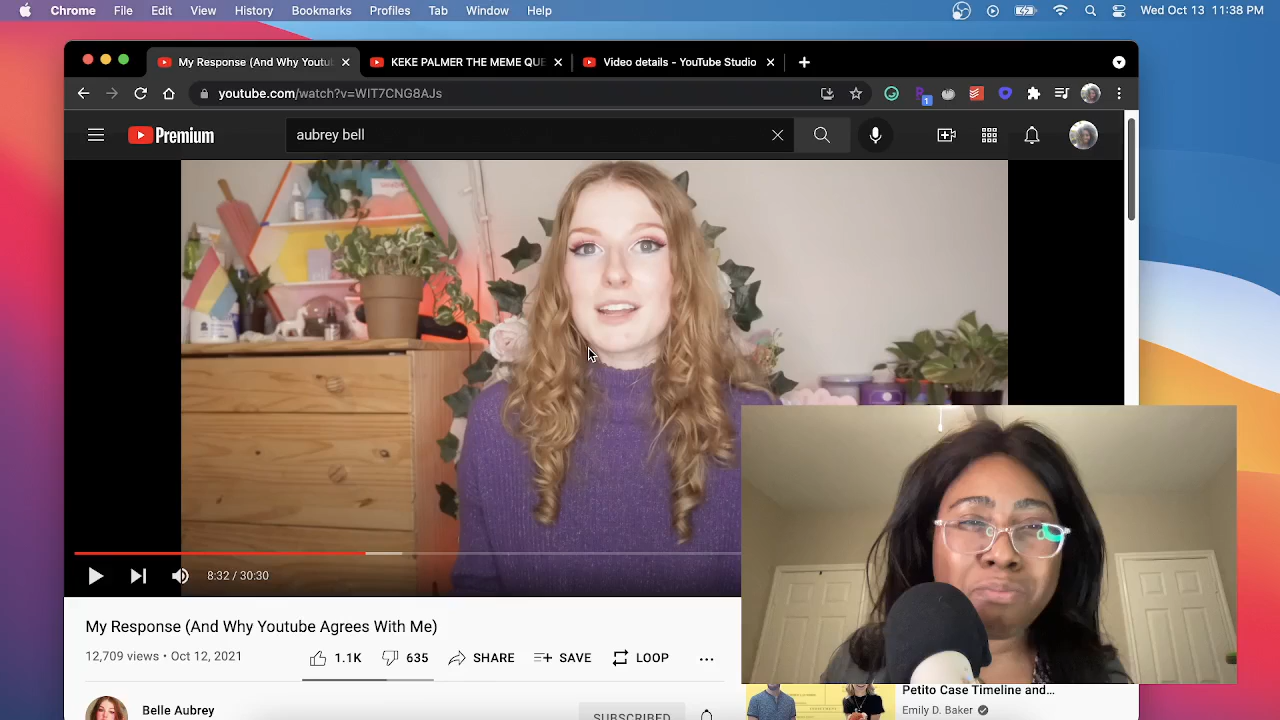 Chrome File Edit View History Bookmarks Profiles Tab Window Help Wed Oct 13 11:38 PM
My Response (And Why Youtu KEKE PALMER THE MEME QUE Video details - YouTube Studio
youtube.com/watch?v=WIT7CNG8AJs 1
Premium aubrey bell
8:32 / 30:30
My Response (And Why Youtube Agrees With Me)
12,709 views • Oct 12, 2021 1.1K 635 SHARE SAVE LOOP
Petito Case Timeline and...
Belle Aubrey SUBSCRIBED Emily D. Baker